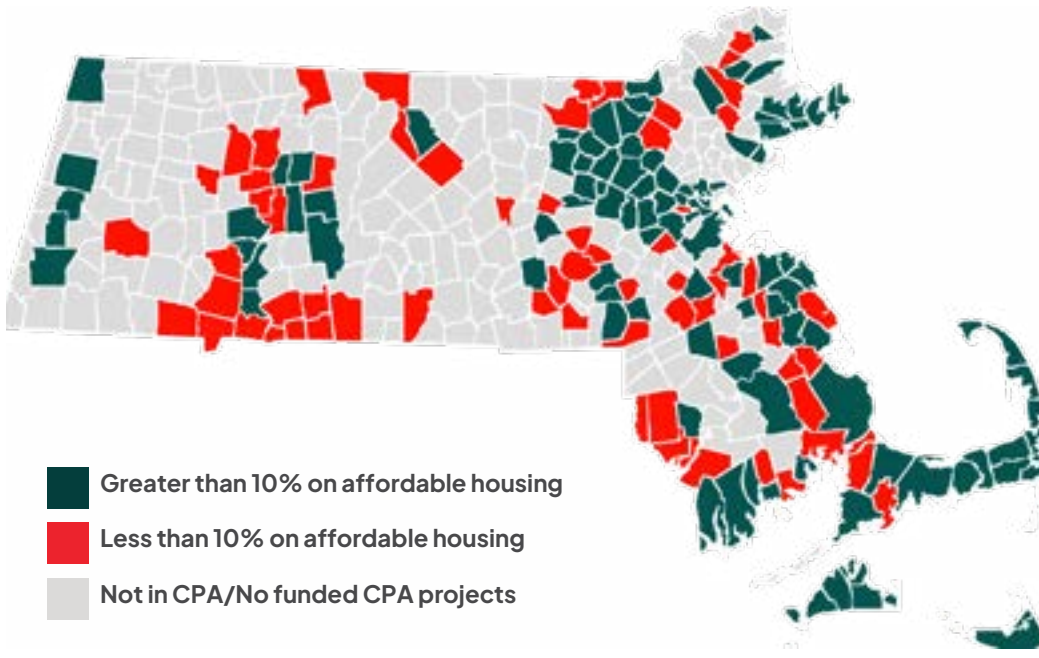 Greater than 10% on affordable housing
Less than 10% on affordable housing
Not in CPA/No funded CPA projects